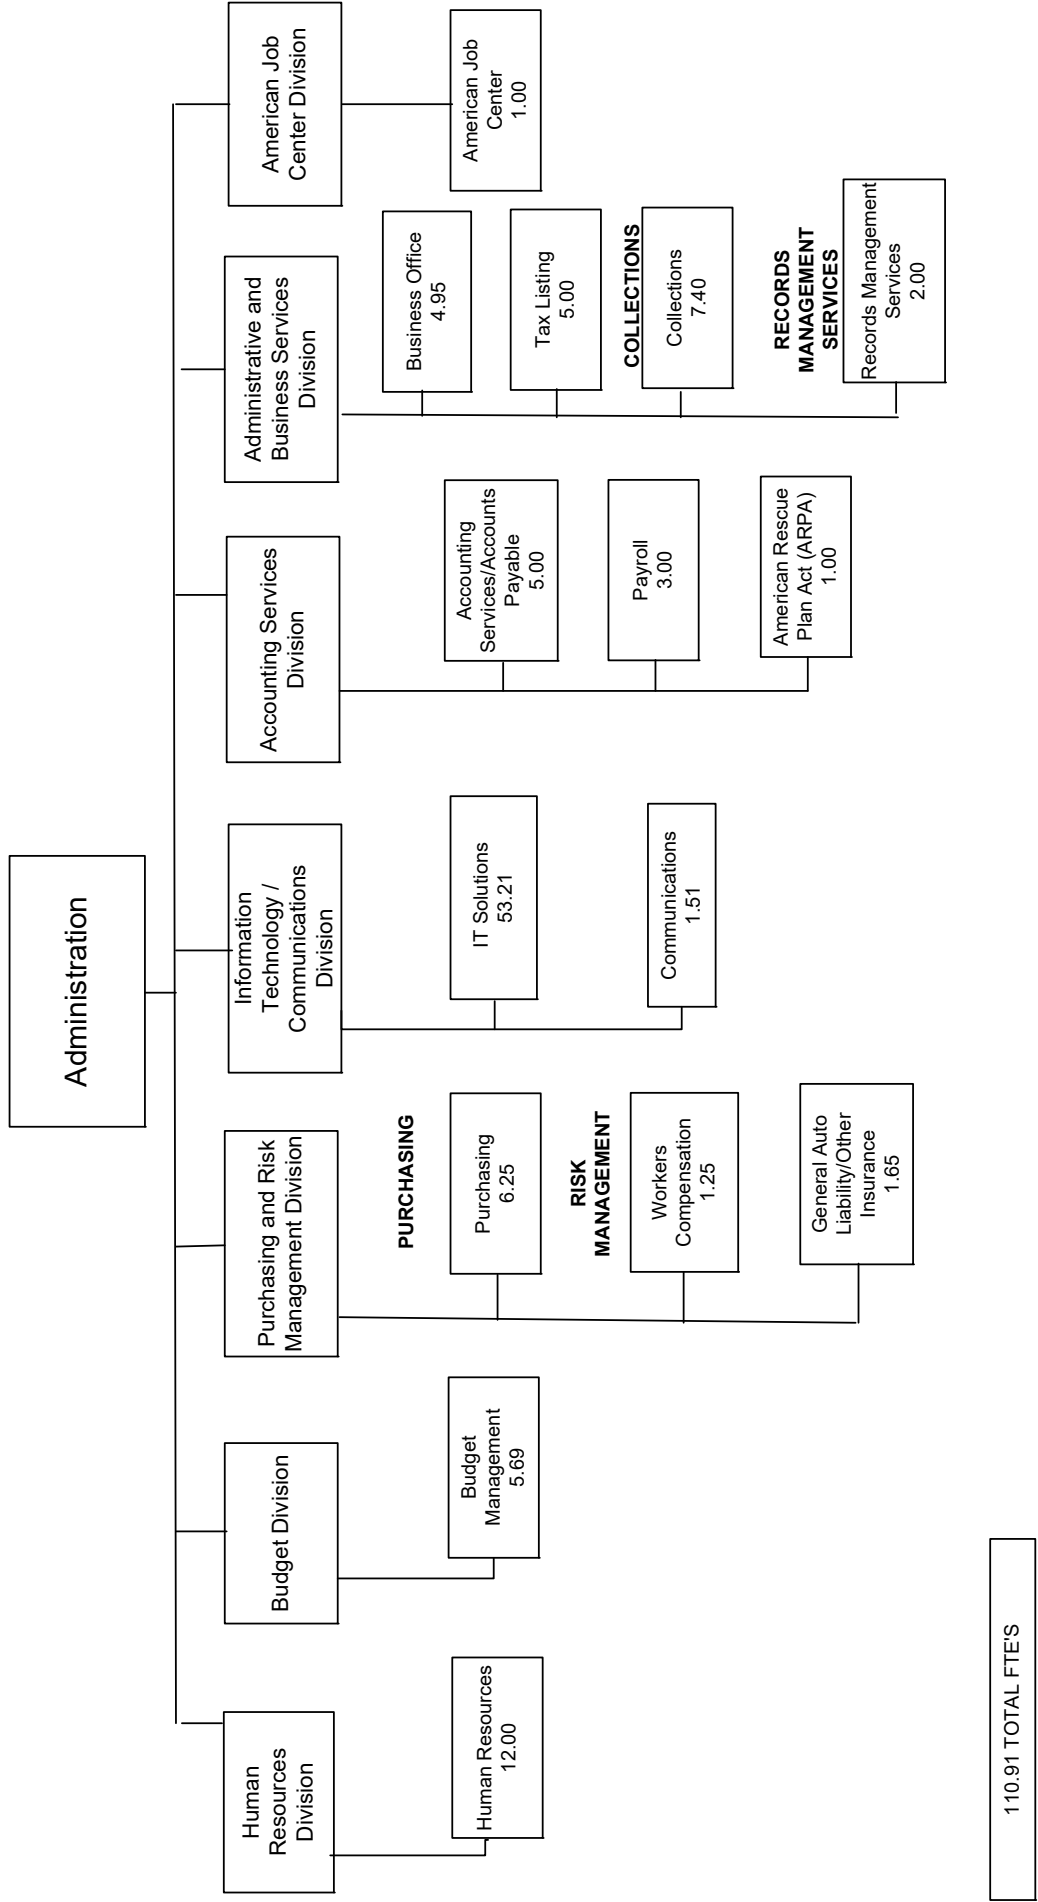 Administration
Human
Resources
Division
Budget Division
Purchasing and Risk
Management Division
Information
Technology /
Communications
Division
Accounting Services
Division
Administrative and
Business Services
Division
American Job
Center Division
Human Resources
12.00
Budget
Management
5.69
PURCHASING
Purchasing
6.25
RISK
MANAGEMENT
Workers
Compensation
1.25
General Auto
Liability/Other
Insurance
1.65
IT Solutions
53.21
Communications
1.51
Accounting
Services/Accounts
Payable
5.00
Payroll
3.00
American Rescue
Plan Act (ARPA)
1.00
Business Office
4.95
Tax Listing
5.00
COLLECTIONS
Collections
7.40
RECORDS
MANAGEMENT
SERVICES
Records Management
Services
2.00
American Job
Center
1.00
110.91 TOTAL FTE'S